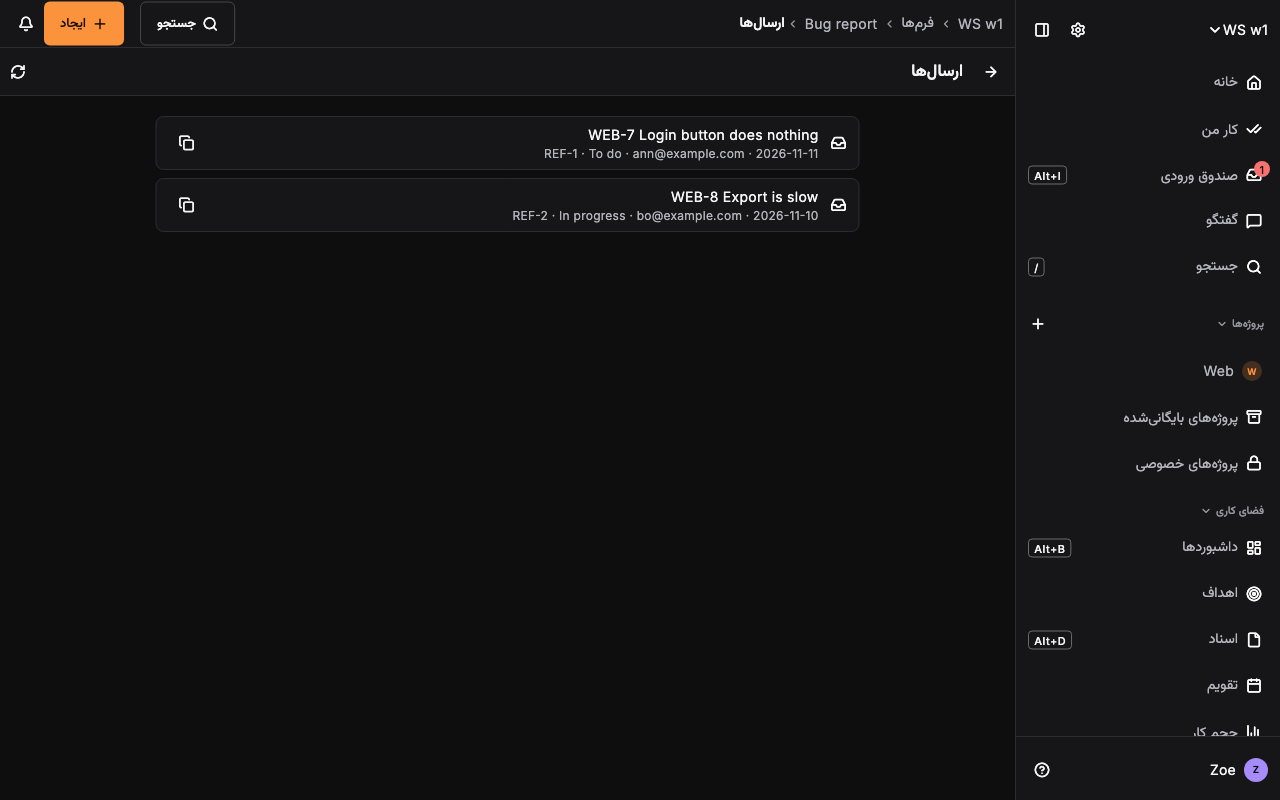 WS w1
خانه
کار من
صندوق ورودی
1
Alt+I
گفتگو
جستجو
/
پروژه‌ها
W
Web
پروژه‌های بایگانی‌شده
پروژه‌های خصوصی
فضای کاری
داشبوردها
Alt+B
اهداف
اسناد
Alt+D
تقویم
حجم کار
Z
Zoe
WS w1 › فرم‌ها › Bug report › ارسال‌ها
جستجو
ایجاد
ارسال‌ها
WEB-7 Login button does nothing
REF-1 · To do · ann@example.com · 2026-11-11
WEB-8 Export is slow
REF-2 · In progress · bo@example.com · 2026-11-10